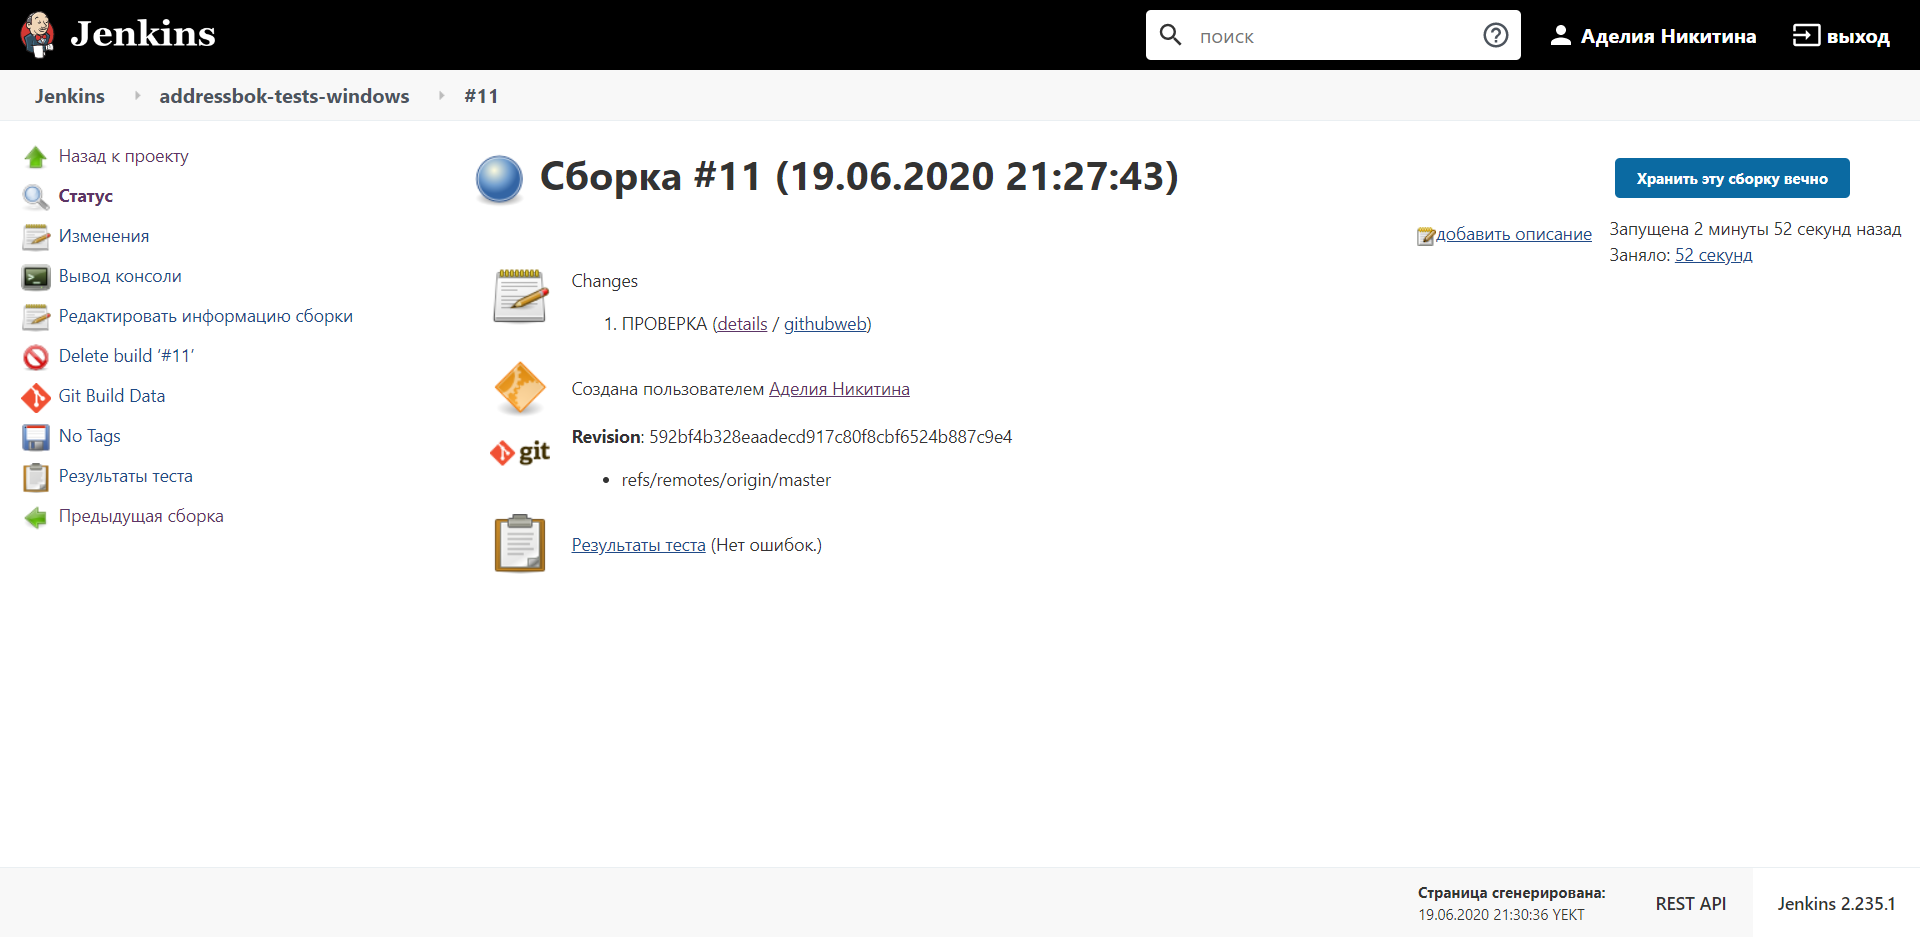 Jenkins
поиск
Аделия Никитина
выход
Jenkins
addressbok-tests-windows
#11
Назад к проекту
Статус
Изменения
Вывод консоли
Редактировать информацию сборки
Delete build ‘#11’
Git Build Data
No Tags
Результаты теста
Предыдущая сборка
Сборка #11 (19.06.2020 21:27:43)
Хранить эту сборку вечно
добавить описание
Запущена 2 минуты 52 секунд назад
Заняло: 52 секунд
Changes
1. ПРОВЕРКА (details / githubweb)
Создана пользователем Аделия Никитина
git
Revision: 592bf4b328eaadecd917c80f8cbf6524b887c9e4
• refs/remotes/origin/master
Результаты теста (Нет ошибок.)
Страница сгенерирована:
19.06.2020 21:30:36 YEKT
REST API
Jenkins 2.235.1